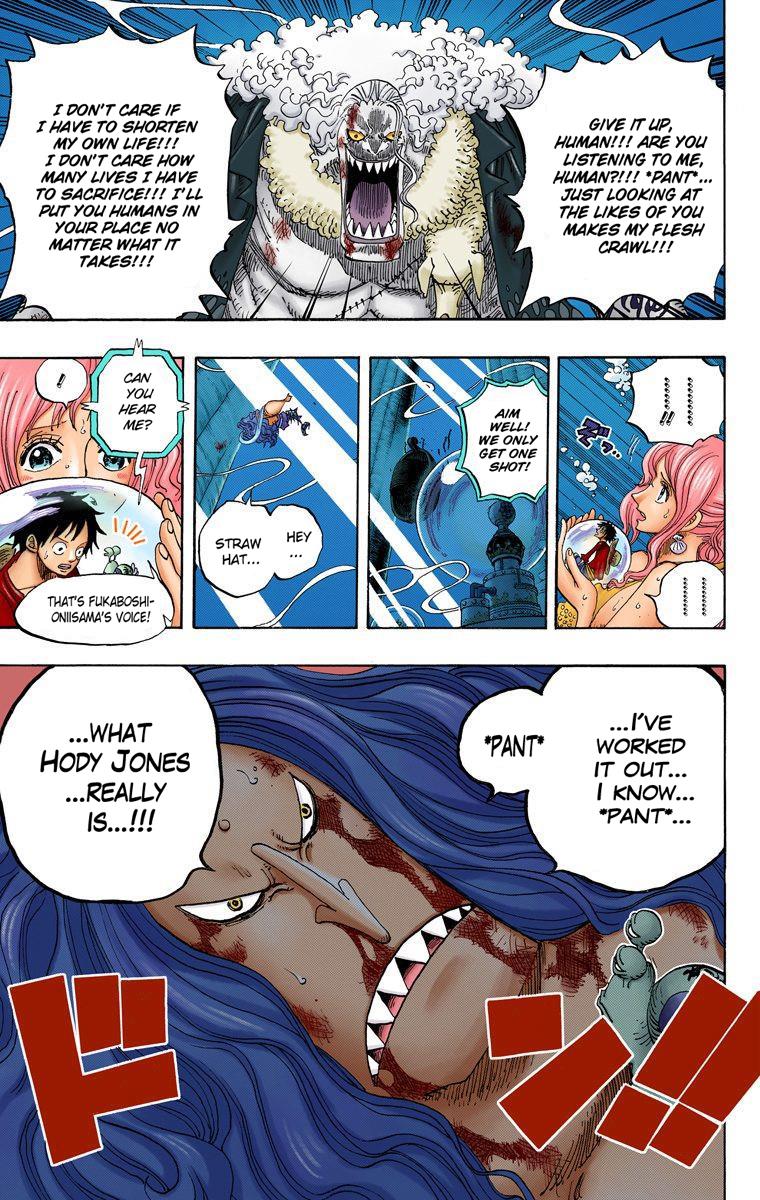 GIVE IT UP,
HUMAN!!! ARE YOU
LISTENING TO ME,
HUMAN?!!! *PANT*...
JUST LOOKING AT
THE LIKES OF YOU
MAKES MY FLESH
CRAWL!!!
I DON'T CARE IF
I HAVE TO SHORTEN
MY OWN LIFE!!!
I DON'T CARE HOW
MANY LIVES I HAVE
TO SACRIFICE!!! I'LL
PUT YOU HUMANS IN
YOUR PLACE NO
MATTER WHAT IT
TAKES!!!
.........!!
.........
AIM
WELL!
WE ONLY
GET ONE
SHOT!
HEY
...
STRAW
HAT...
CAN
YOU
HEAR
ME?
!
THAT'S FUKABOSHI-
ONIISAMA'S VOICE!
...I'VE
WORKED
IT OUT...
I KNOW...
*PANT*...
*PANT*
...WHAT
HODY JONES
...REALLY
IS...!!!
ドン!!